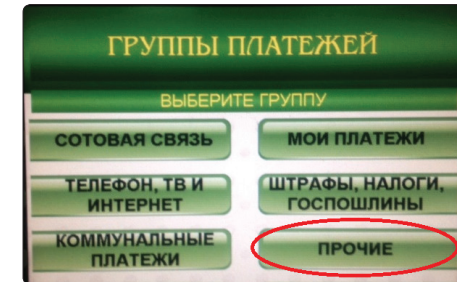 ГРУППЫ ПЛАТЕЖЕЙ
ВЫБЕРИТЕ ГРУППУ
СОТОВАЯ СВЯЗЬ
МОИ ПЛАТЕЖИ
ТЕЛЕФОН, ТВ И
ИНТЕРНЕТ
ШТРАФЫ, НАЛОГИ,
ГОСПОШЛИНЫ
КОММУНАЛЬНЫЕ
ПЛАТЕЖИ
ПРОЧИЕ